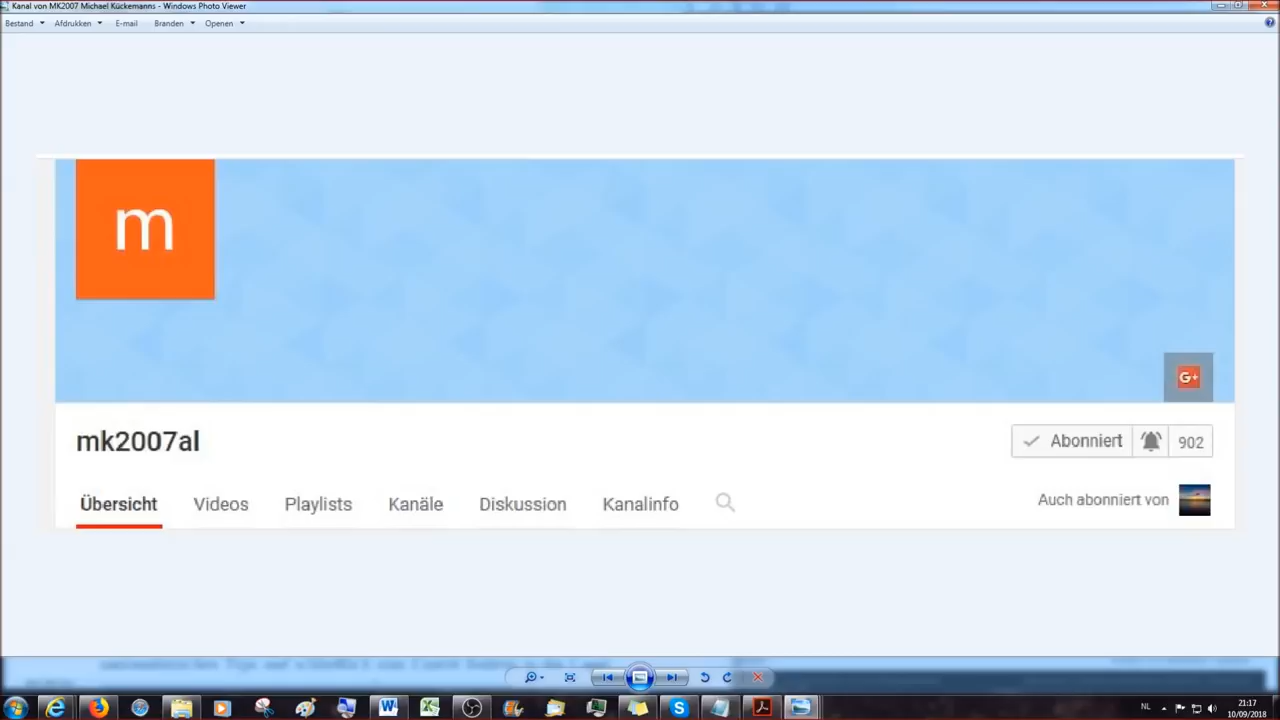 Kanal von MK2007 Michael Kückemanns - Windows Photo Viewer
Bestand Afdrukken E-mail Branden Openen
m
G+
mk2007al
Abonniert 902
Übersicht Videos Playlists Kanäle Diskussion Kanalinfo
Auch abonniert von
NL 21:17
10/09/2018